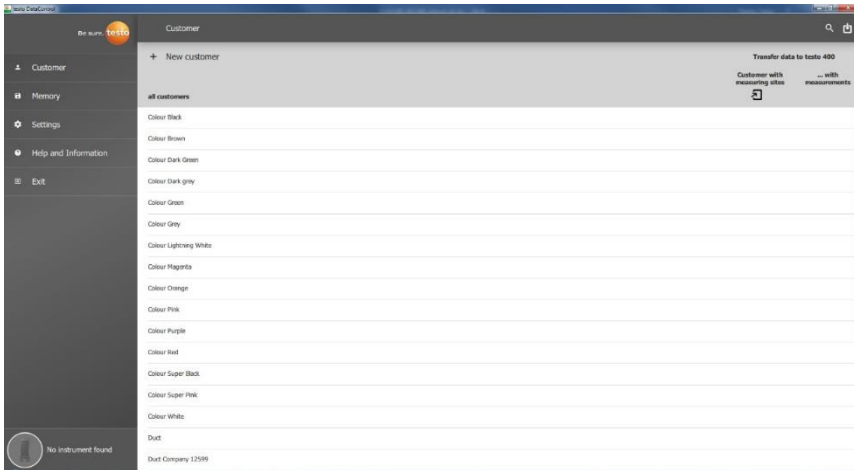 testo DataControl
Be sure. testo
Customer
Customer
Memory
Settings
Help and Information
Exit
No instrument found
+ New customer
Transfer data to testo 400
Customer with
measuring sites
... with
measurements
all customers
Colour Black
Colour Brown
Colour Dark Green
Colour Dark grey
Colour Green
Colour Grey
Colour Lightning White
Colour Magenta
Colour Orange
Colour Pink
Colour Purple
Colour Red
Colour Super Black
Colour Super Pink
Colour White
Duct
Duct Company 12599